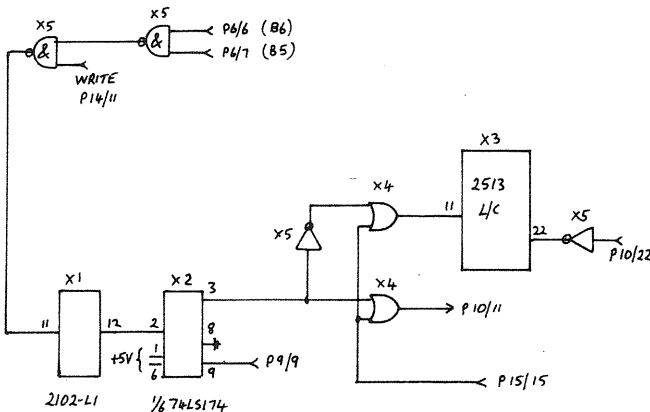 X5
X5
&
&
P6/6 (B6)
P6/7 (B5)
WRITE
P14/11
X3
2513
L/C
X4
11
22
X5
P10/22
X5
X4
P10/11
X1
X2
3
11
12
2
8
+5V { 1
6
9
P9/9
P15/15
2102-L1
1/6 74LS174